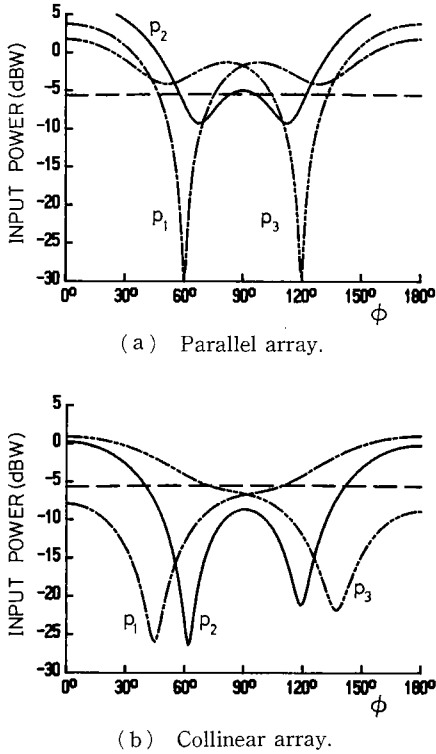 INPUT POWER (dBW)
5
0
-5
-10
-15
-20
-25
-30
p2
p1
p3
0° 30° 60° 90° 120° 150° 180°
ϕ
(a) Parallel array.
INPUT POWER (dBW)
5
0
-5
-10
-15
-20
-25
-30
p1
p2
p3
0° 30° 60° 90° 120° 150° 180°
ϕ
(b) Collinear array.